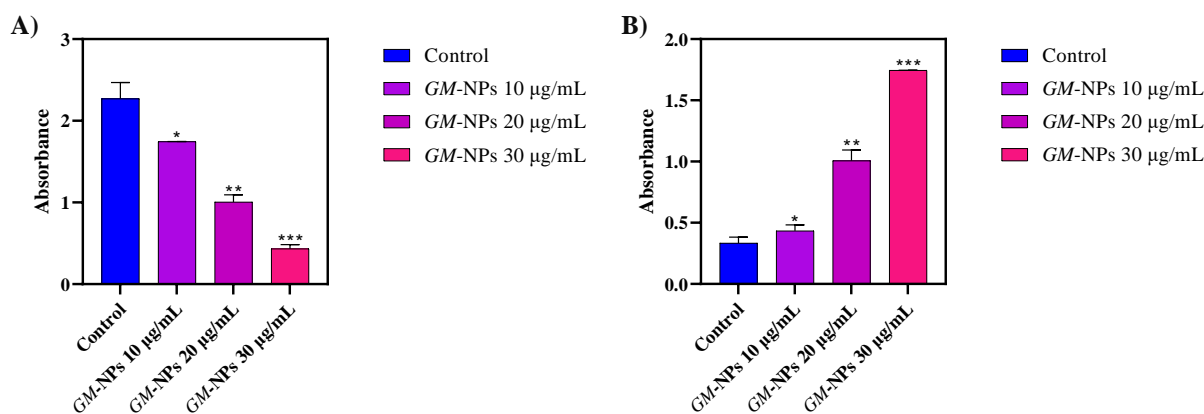 A)
Absorbance
3
2
1
0
*
**
***
Control
GM-NPs 10 µg/mL
GM-NPs 20 µg/mL
GM-NPs 30 µg/mL
Control
GM-NPs 10 µg/mL
GM-NPs 20 µg/mL
GM-NPs 30 µg/mL
B)
Absorbance
2.0
1.5
1.0
0.5
0.0
*
**
***
Control
GM-NPs 10 µg/mL
GM-NPs 20 µg/mL
GM-NPs 30 µg/mL
Control
GM-NPs 10 µg/mL
GM-NPs 20 µg/mL
GM-NPs 30 µg/mL